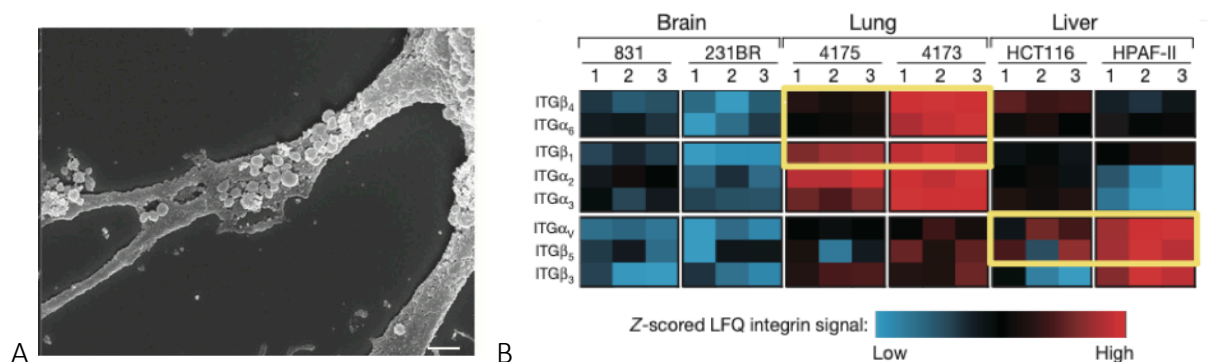 Brain Lung Liver
831 231BR 4175 4173 HCT116 HPAF-II
1 2 3 1 2 3 1 2 3 1 2 3 1 2 3 1 2 3
ITGβ₄
ITGα₆
ITGβ₁
ITGα₂
ITGα₃
ITGαᵥ
ITGβ₅
ITGβ₃
Z-scored LFQ integrin signal:
Low High
A B